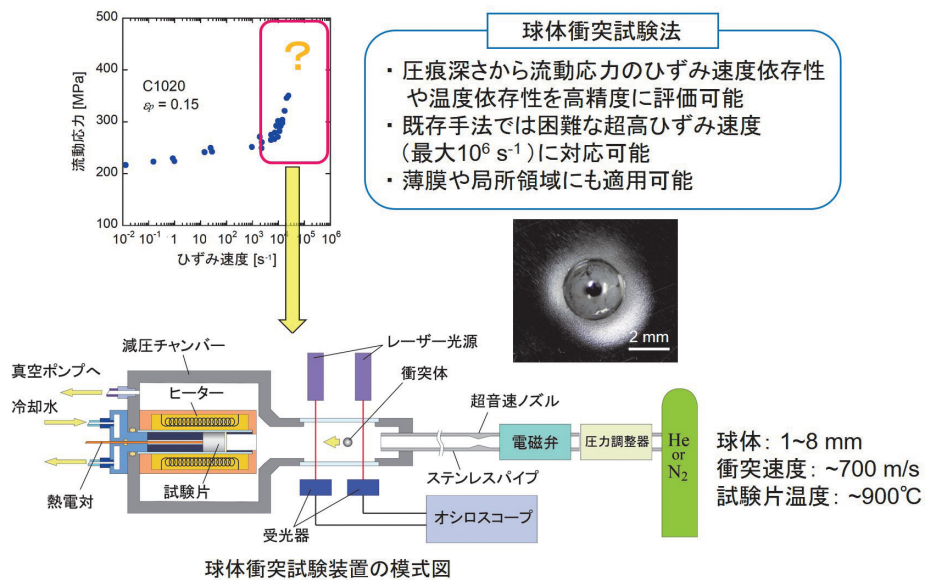 500
400
300
200
100
流動応力 [MPa]
C1020
εp = 0.15
?
10-2 10-1 1 10 102 103 104 105 106
ひずみ速度 [s-1]
球体衝突試験法
・圧痕深さから流動応力のひずみ速度依存性
や温度依存性を高精度に評価可能
・既存手法では困難な超高ひずみ速度
（最大106 s-1）に対応可能
・薄膜や局所領域にも適用可能
2 mm
減圧チャンバー
レーザー光源
真空ポンプへ
ヒーター
衝突体
冷却水
超音速ノズル
電磁弁
圧力調整器
He
or
N2
ステンレスパイプ
熱電対
試験片
受光器
オシロスコープ
球体： 1~8 mm
衝突速度： ~700 m/s
試験片温度： ~900℃
球体衝突試験装置の模式図